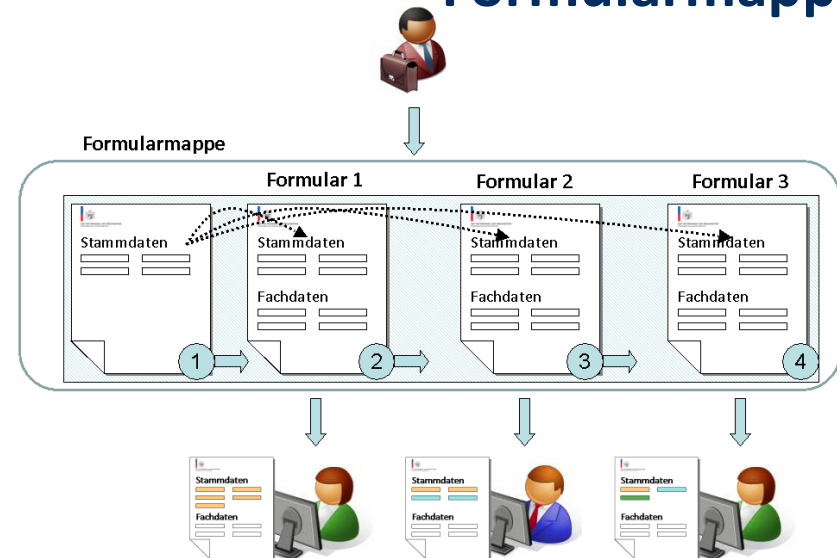 Formularmapp
Formularmappe
Formular 1
Formular 2
Formular 3
Stammdaten
Stammdaten
Stammdaten
Stammdaten
Fachdaten
Fachdaten
Fachdaten
1
2
3
4
Stammdaten
Stammdaten
Stammdaten
Fachdaten
Fachdaten
Fachdaten